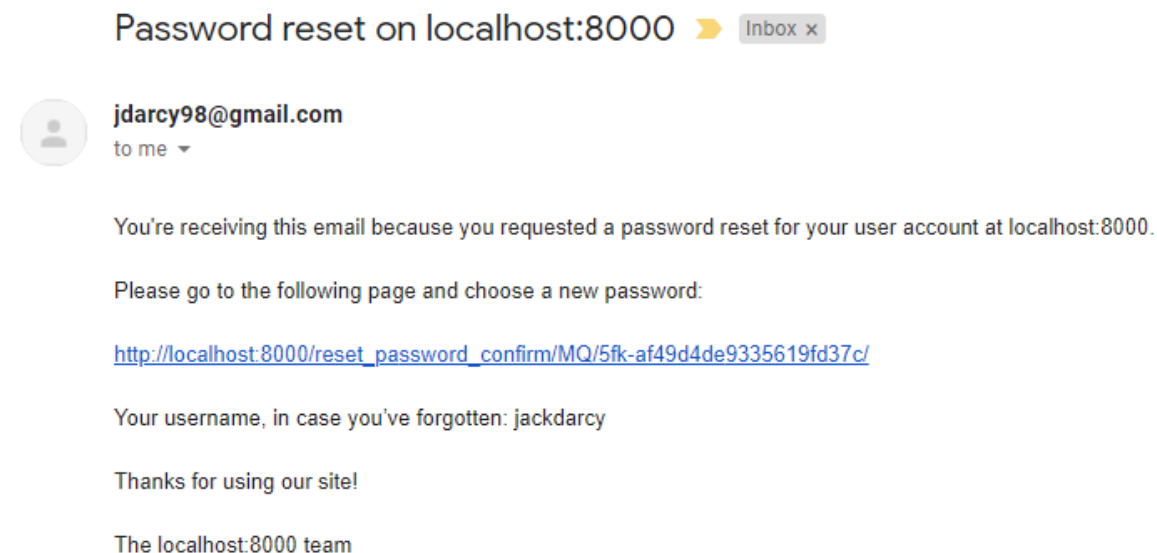 Password reset on localhost:8000 Inbox x
jdarcy98@gmail.com
to me
You're receiving this email because you requested a password reset for your user account at localhost:8000.
Please go to the following page and choose a new password:
http://localhost:8000/reset_password_confirm/MQ/5fk-af49d4de9335619fd37c/
Your username, in case you’ve forgotten: jackdarcy
Thanks for using our site!
The localhost:8000 team